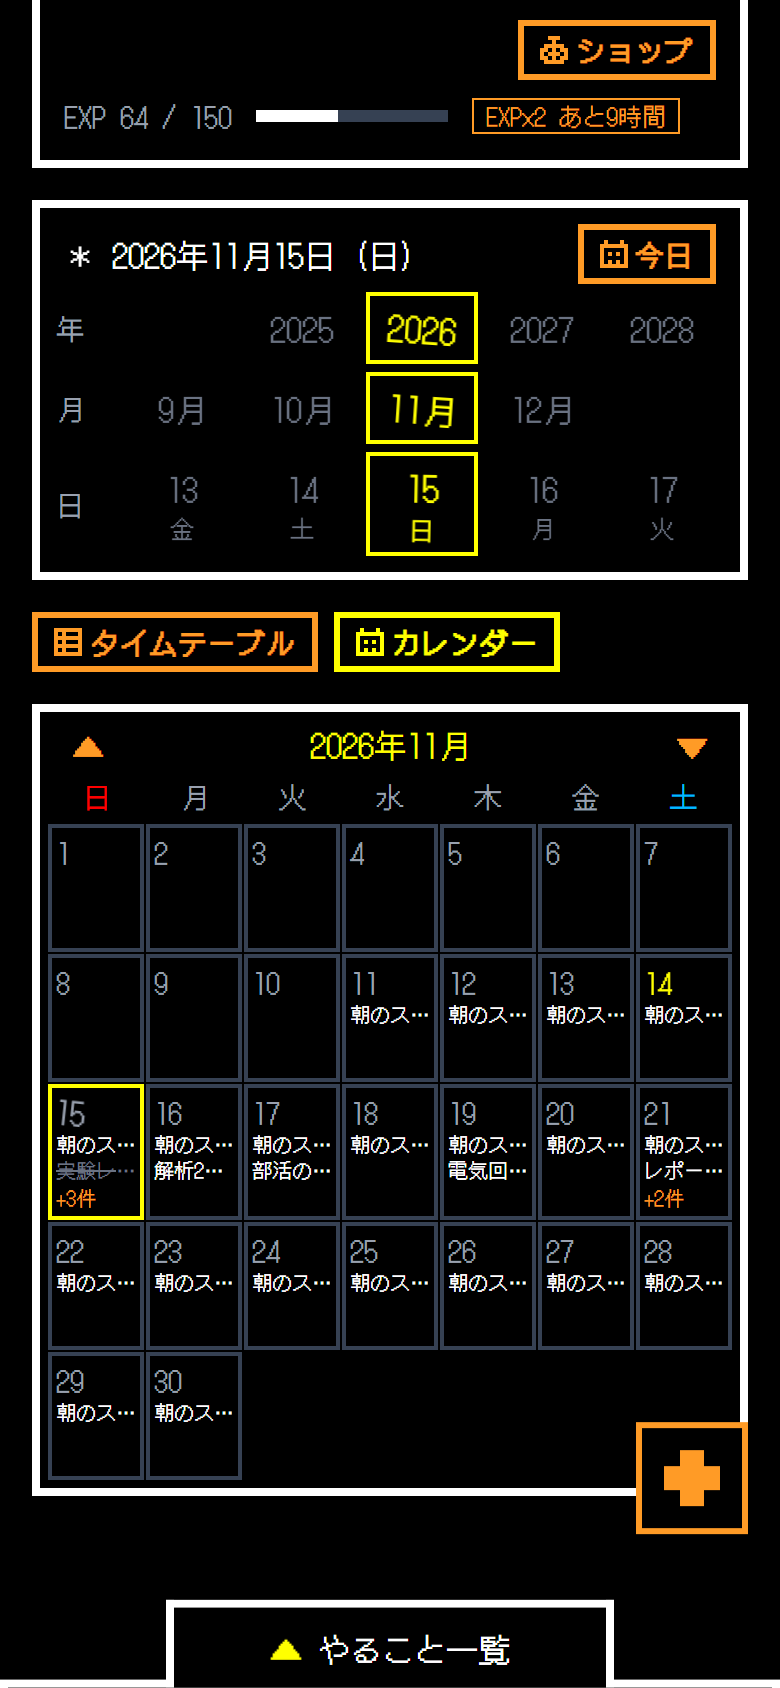 ショップ
EXP 64 / 150
EXPx2 あと9時間
* 2026年11月15日 (日)
今日
年 2025 2026 2027 2028
月 9月 10月 11月 12月
日 13 14 15 16 17
金 土 日 月 火
タイムテーブル カレンダー
2026年11月
日 月 火 水 木 金 土
1 2 3 4 5 6 7
8 9 10 11 12 13 14
朝のス… 朝のス… 朝のス… 朝のス…
15 16 17 18 19 20 21
朝のス… 朝のス… 朝のス… 朝のス… 朝のス… 朝のス… 朝のス…
実験レ… 解析2… 部活の… 電気回… レポー…
+3件 +2件
22 23 24 25 26 27 28
朝のス… 朝のス… 朝のス… 朝のス… 朝のス… 朝のス… 朝のス…
29 30
朝のス… 朝のス…
やること一覧